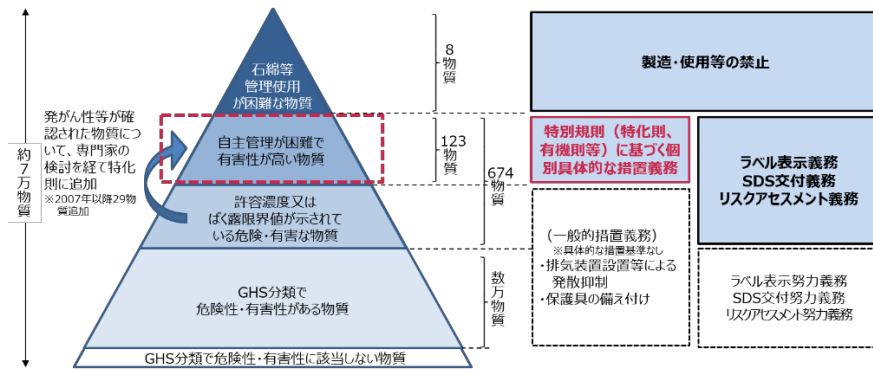 約7万物質
発がん性等が確
認された物質につ
いて、専門家の
検討を経て特化
則に追加
※2007年以降29物
質追加
石綿等
管理使用
が困難な物質
自主管理が困難で
有害性が高い物質
許容濃度又は
ばく露限界値が示されて
いる危険・有害な物質
GHS分類で
危険性・有害性がある物質
GHS分類で危険性・有害性に該当しない物質
8
物質
123
物質
674
物質
数万物質
製造・使用等の禁止
特別規則（特化則、
有機則等）に基づく個
別具体的な措置義務
（一般的措置義務）
※具体的な措置基準なし
・排気装置設置等による
発散抑制
・保護具の備え付け
ラベル表示義務
SDS交付義務
リスクアセスメント義務
ラベル表示努力義務
SDS交付努力義務
リスクアセスメント努力義務